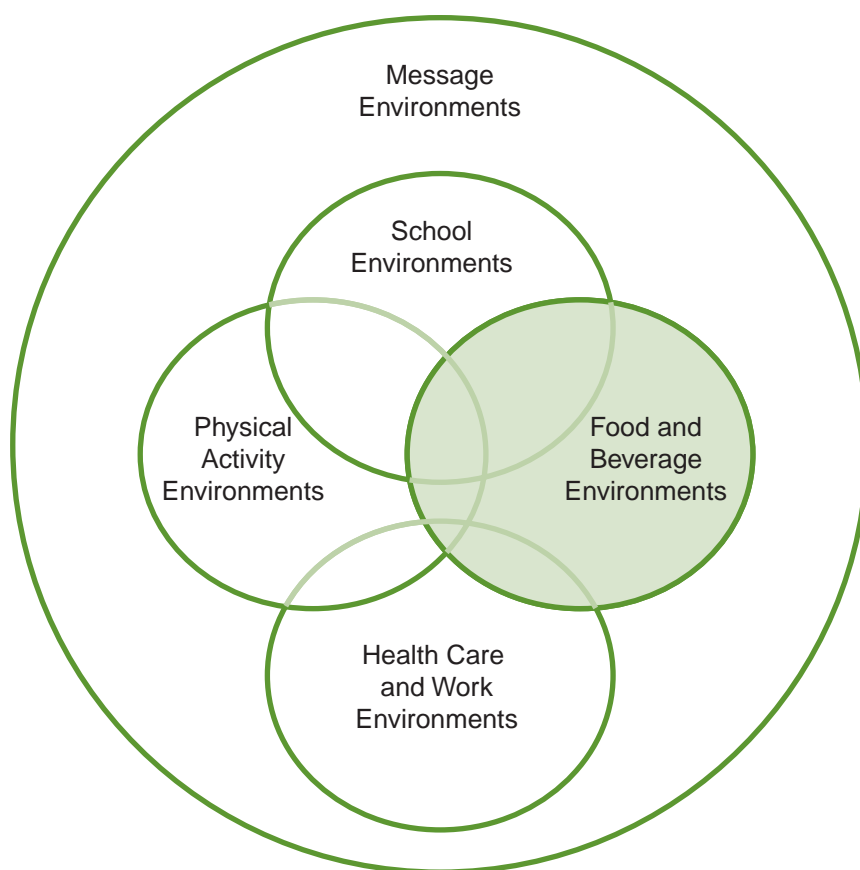 Message
Environments
School
Environments
Physical
Activity
Environments
Food and
Beverage
Environments
Health Care
and Work
Environments